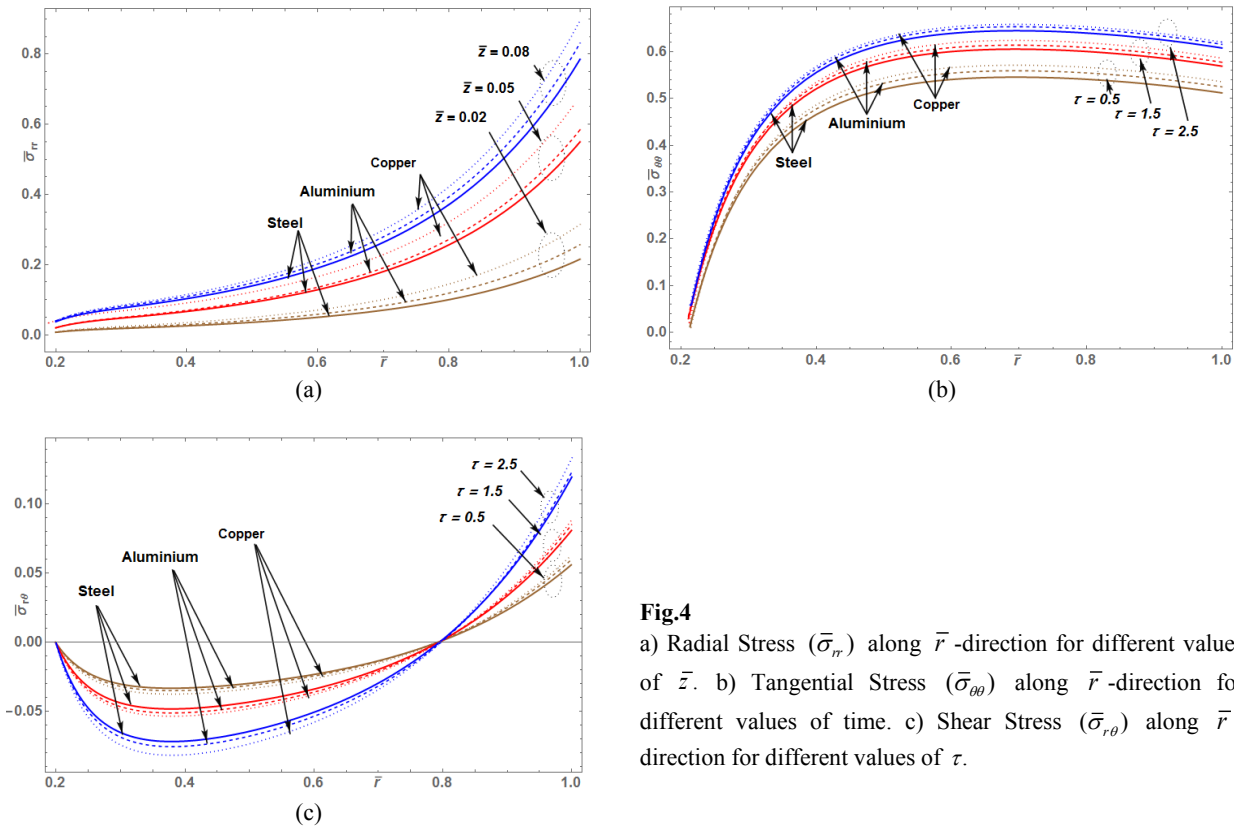 0.8
0.6
0.4
0.2
0.0
σ̄rr
z̄ = 0.08
z̄ = 0.05
z̄ = 0.02
Copper
Aluminium
Steel
0.2 0.4 0.6 r̄ 0.8 1.0
(a)
0.6
0.5
0.4
0.3
0.2
0.1
0.0
σ̄θθ
Copper
Aluminium
Steel
τ = 0.5
τ = 1.5
τ = 2.5
0.2 0.4 0.6 r̄ 0.8 1.0
(b)
0.10
0.05
0.00
−0.05
σ̄rθ
τ = 2.5
τ = 1.5
τ = 0.5
Copper
Aluminium
Steel
0.2 0.4 0.6 r̄ 0.8 1.0
(c)
Fig.4
a) Radial Stress (σ̄rr) along r̄ -direction for different value
of z̄. b) Tangential Stress (σ̄θθ) along r̄ -direction fo
different values of time. c) Shear Stress (σ̄rθ) along r̄
direction for different values of τ.